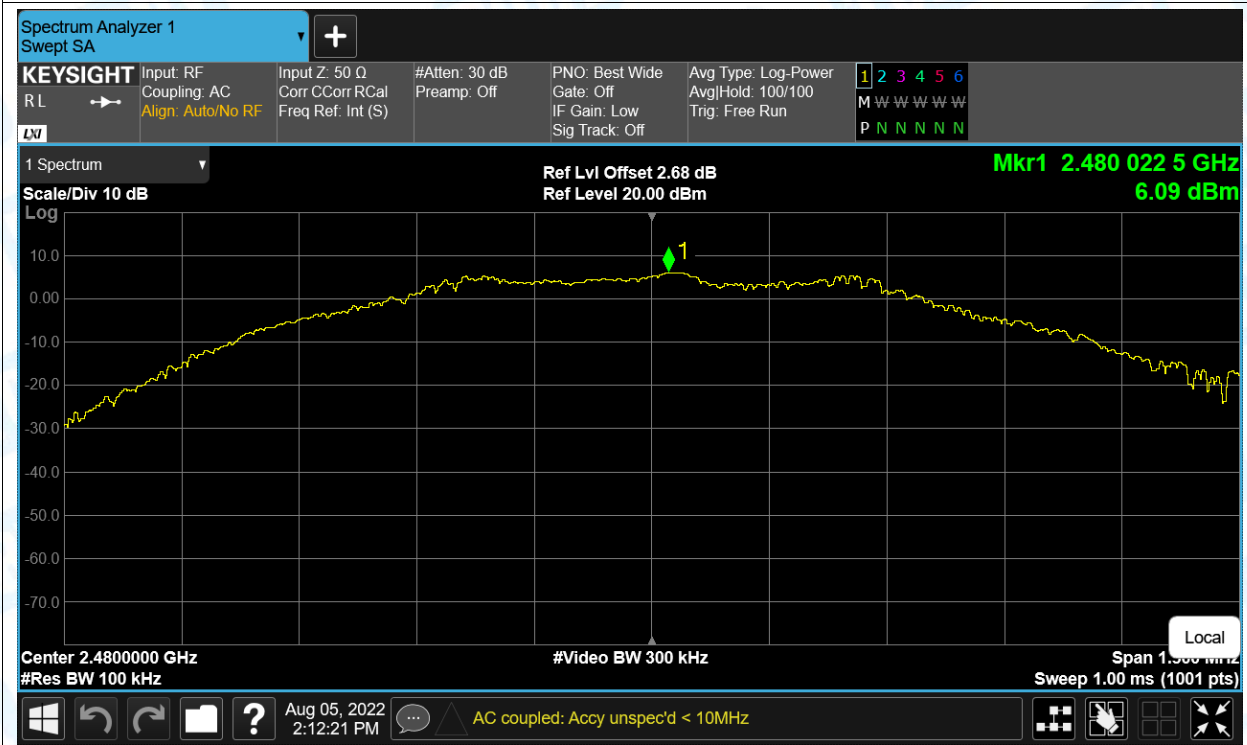 Spectrum Analyzer 1
Swept SA
KEYSIGHT
R L
LXI
Input: RF
Coupling: AC
Align: Auto/No RF
Input Z: 50 Ω
Corr CCorr RCal
Freq Ref: Int (S)
#Atten: 30 dB
Preamp: Off
PNO: Best Wide
Gate: Off
IF Gain: Low
Sig Track: Off
Avg Type: Log-Power
Avg|Hold: 100/100
Trig: Free Run
1 2 3 4 5 6
M W W W W W
P N N N N N
1 Spectrum
Scale/Div 10 dB
Log
Ref Lvl Offset 2.68 dB
Ref Level 20.00 dBm
Mkr1 2.480 022 5 GHz
6.09 dBm
1
10.0
0.00
-10.0
-20.0
-30.0
-40.0
-50.0
-60.0
-70.0
Local
Center 2.4800000 GHz
#Video BW 300 kHz
Span
#Res BW 100 kHz
Sweep 1.00 ms (1001 pts)
?
Aug 05, 2022
2:12:21 PM
AC coupled: Accy unspec'd < 10MHz